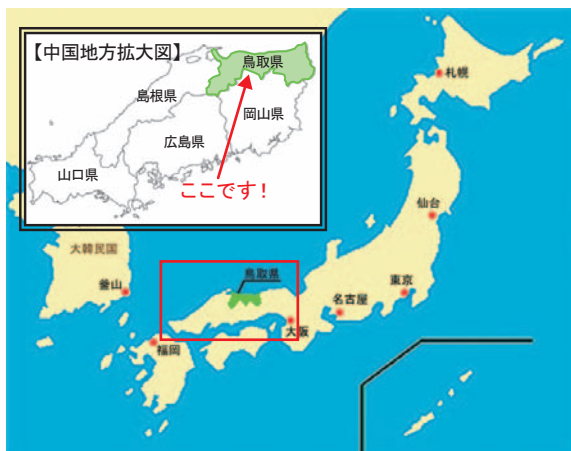 【中国地方拡大図】
鳥取県
島根県
岡山県
広島県
山口県
ここです！
札幌
仙台
大韓民国
釜山
鳥取県
東京
名古屋
大阪
福岡